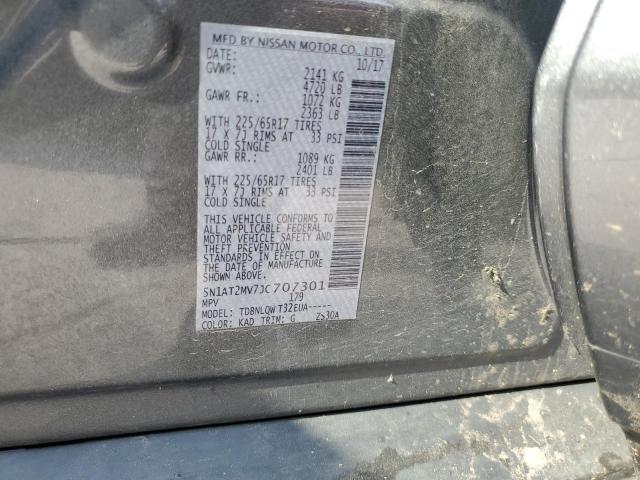 MFD BY NISSAN MOTOR CO., LTD
DATE: 10/17
GVWR: 2141 KG
4720 LB
GAWR FR.: 1072 KG
2363 LB
WITH 225/65R17 TIRES
17 X 7J RIMS AT 33 PSI
COLD SINGLE
GAWR RR.: 1089 KG
2401 LB
WITH 225/65R17 TIRES
17 X 7J RIMS AT 33 PSI
COLD SINGLE
THIS VEHICLE CONFORMS TO
ALL APPLICABLE FEDERAL
MOTOR VEHICLE SAFETY AND
THEFT PREVENTION
STANDARDS IN EFFECT ON
THE DATE OF MANUFACTURE
SHOWN ABOVE.
5N1AT2MV7JC707301
MPV 179
MODEL: TDBNLQWT32EUA-----
COLOR: KAD TRIM: G 2S30A